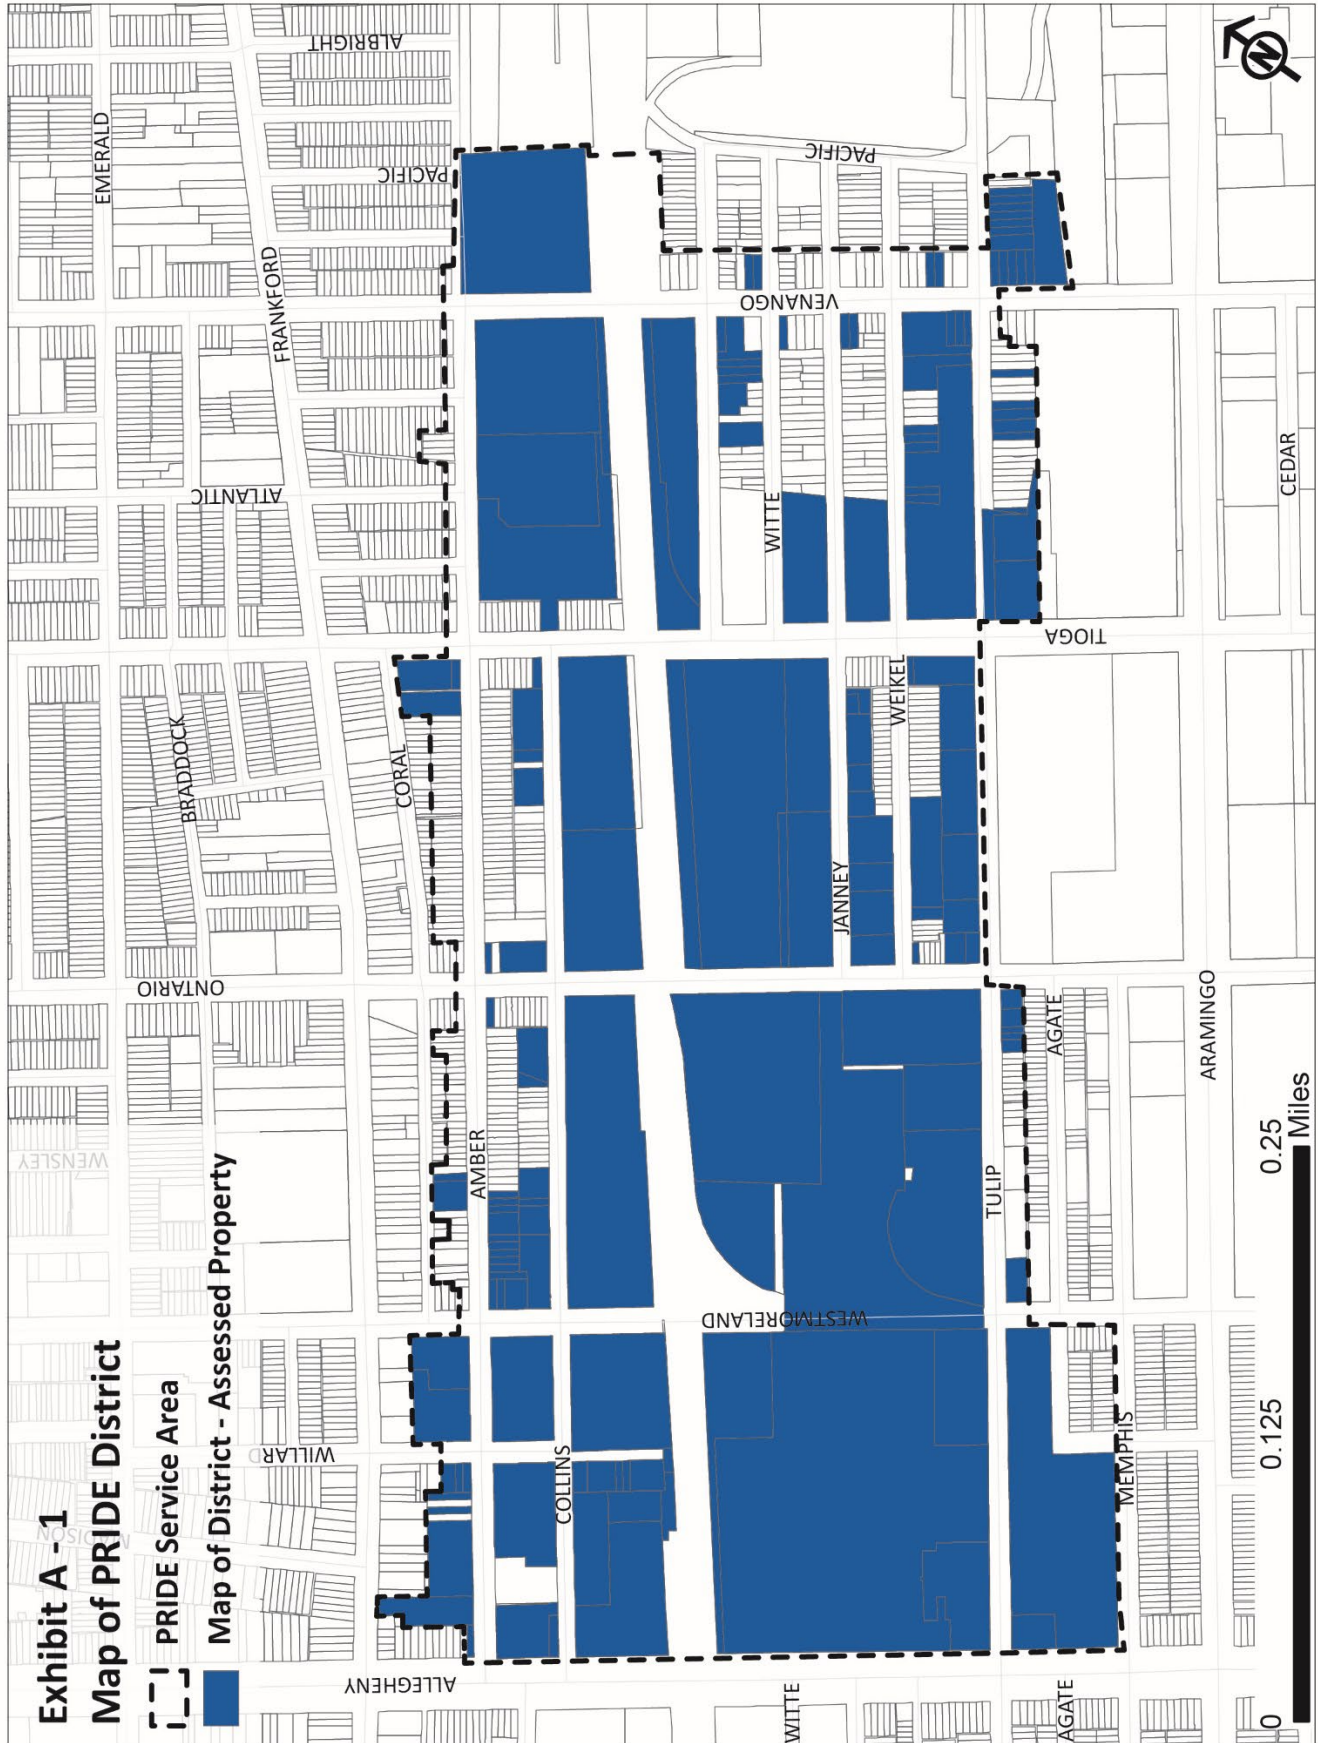 Exhibit A -1
Map of PRIDE District
PRIDE Service Area
Map of District - Assessed Property
ALBRIGHT
EMERALD
PACIFIC
FRANKFORD
PACIFIC
VENANGO
ATLANTIC
WITTE
CEDAR
TIOGA
BRADDOCK
CORAL
WEIKEL
JANNEY
ONTARIO
AGATE
ARAMINGO
WENSLEY
AMBER
TULIP
WESTMORELAND
WILLARD
COLLINS
MEMPHIS
MADISON
ALLEGHENY
WITTE
AGATE
0
0.125
0.25
Miles
N